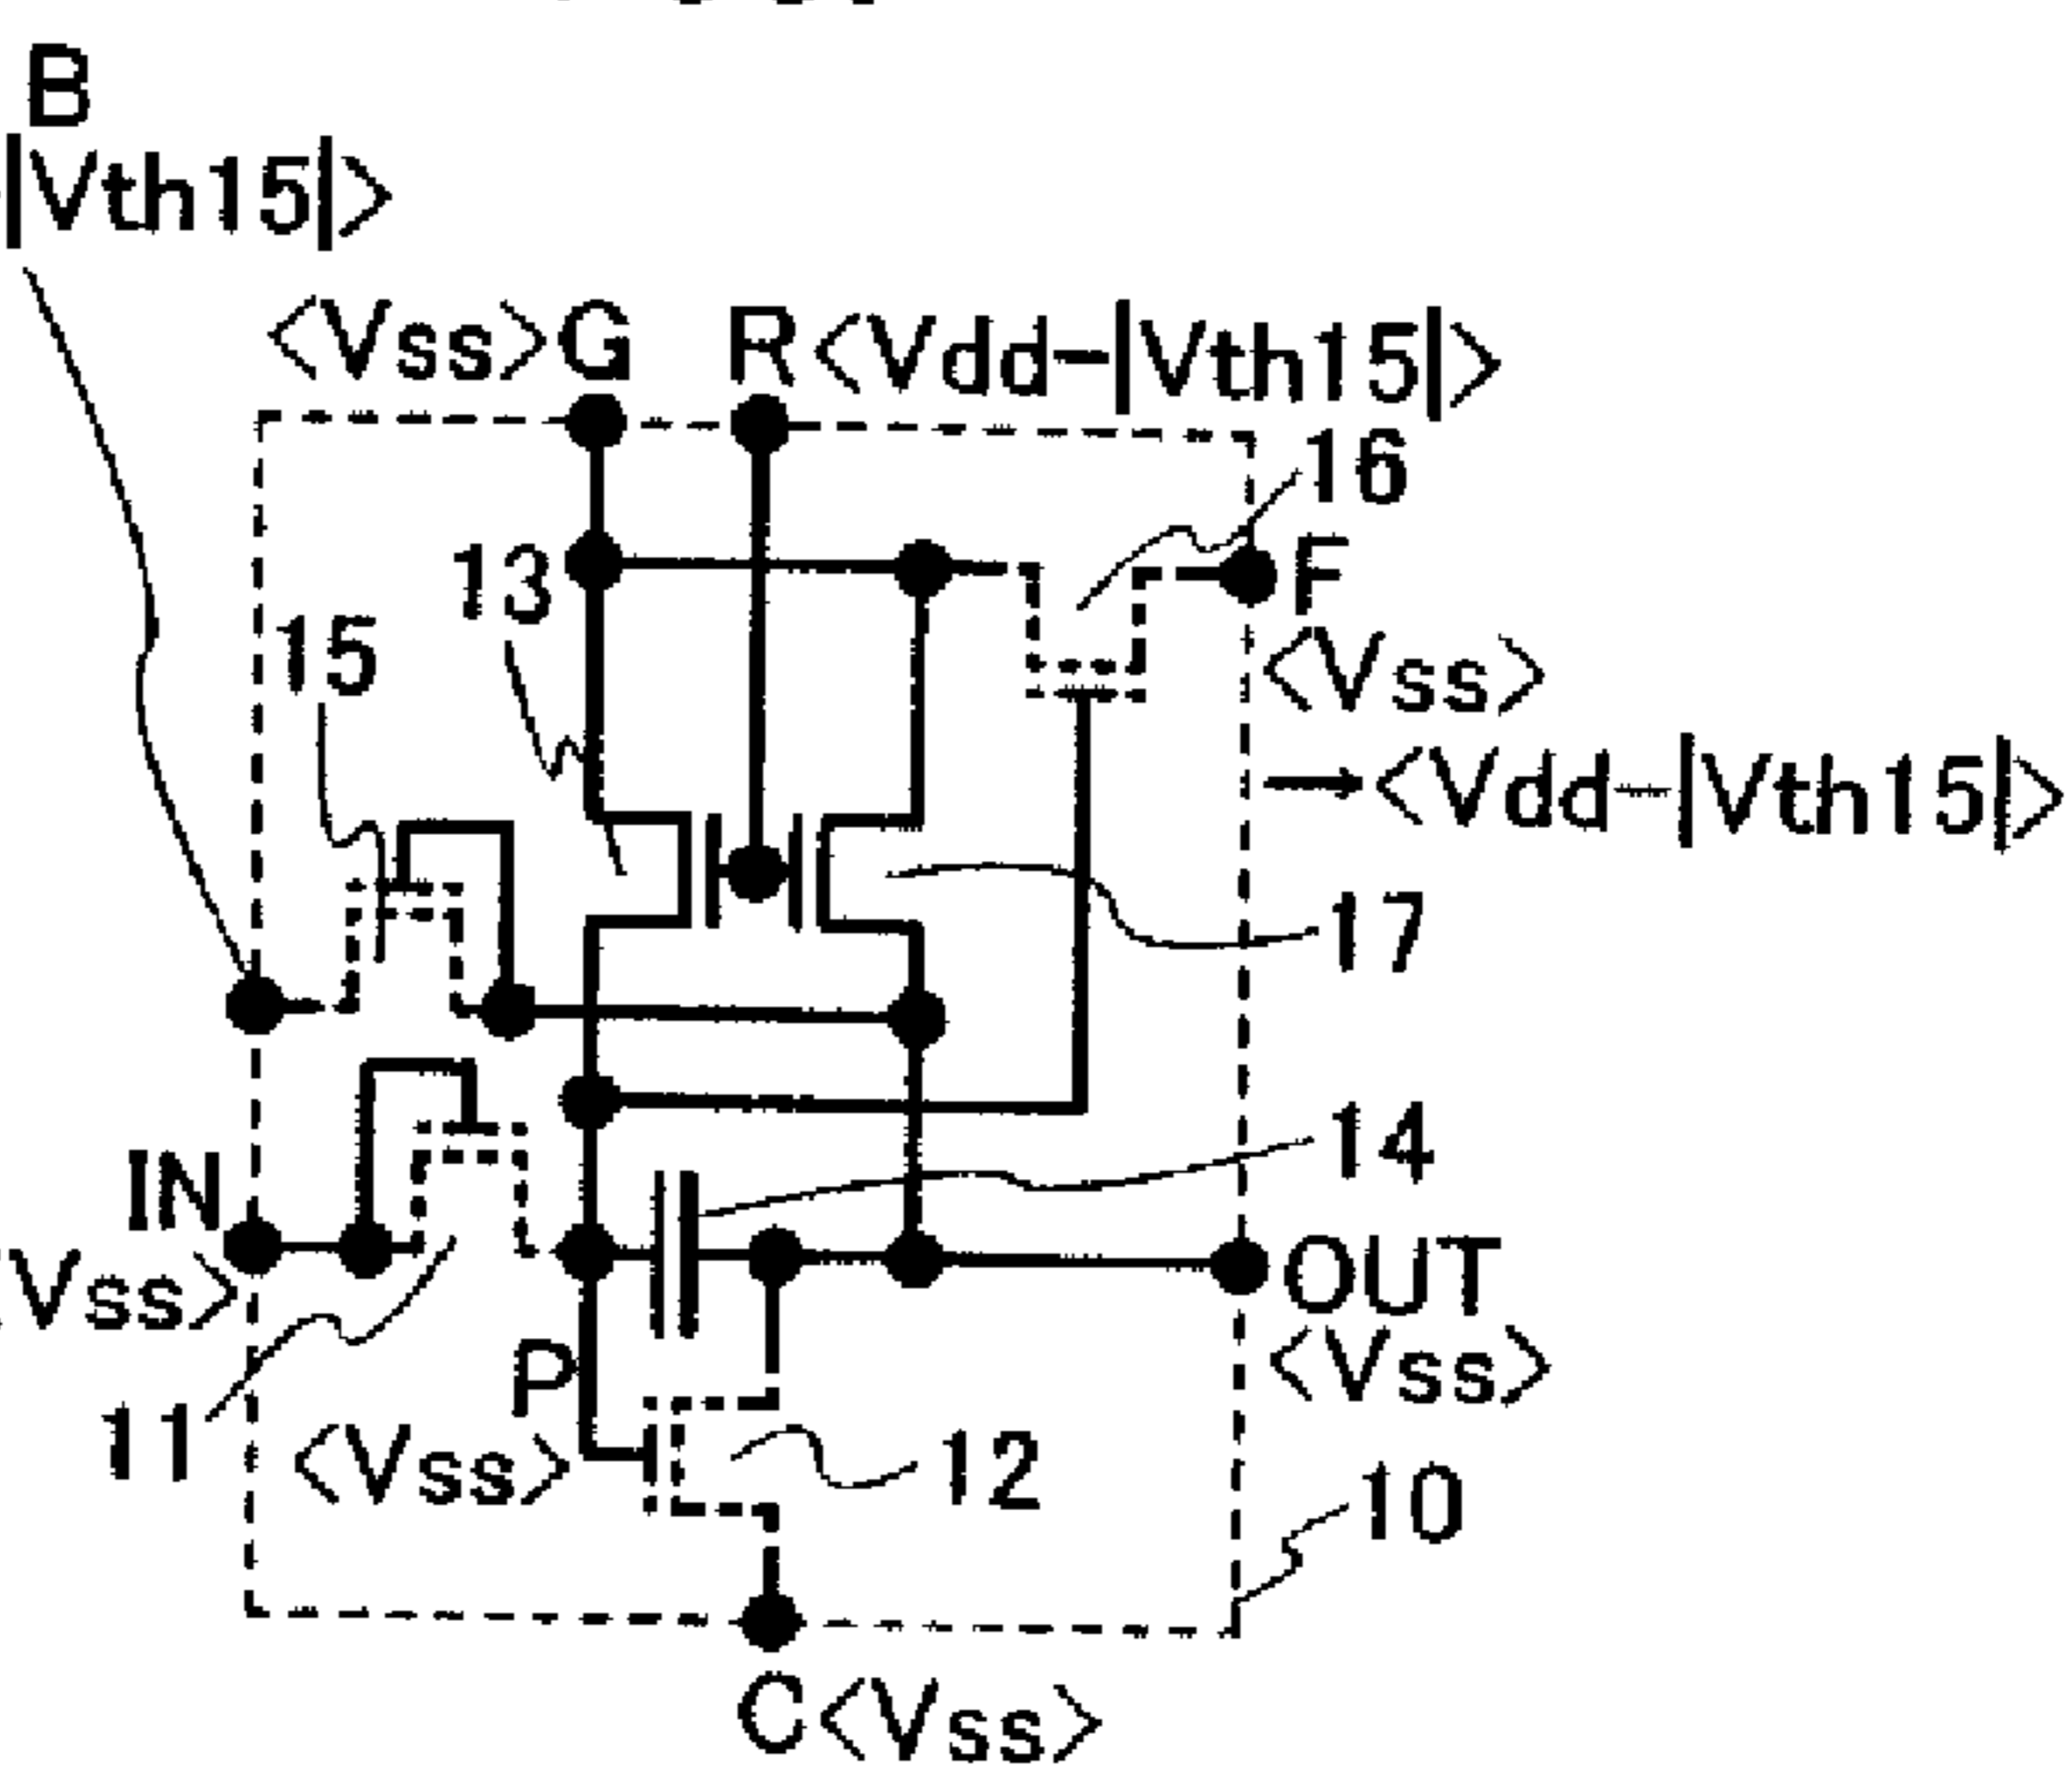 B
|Vth15|>
<Vss>G R<Vdd-|Vth15|>
16
13 F
15 <Vss>
→<Vdd-|Vth15|>
17
14
IN
OUT
Vss>
P <Vss>
11 <Vss> 12
10
C<Vss>